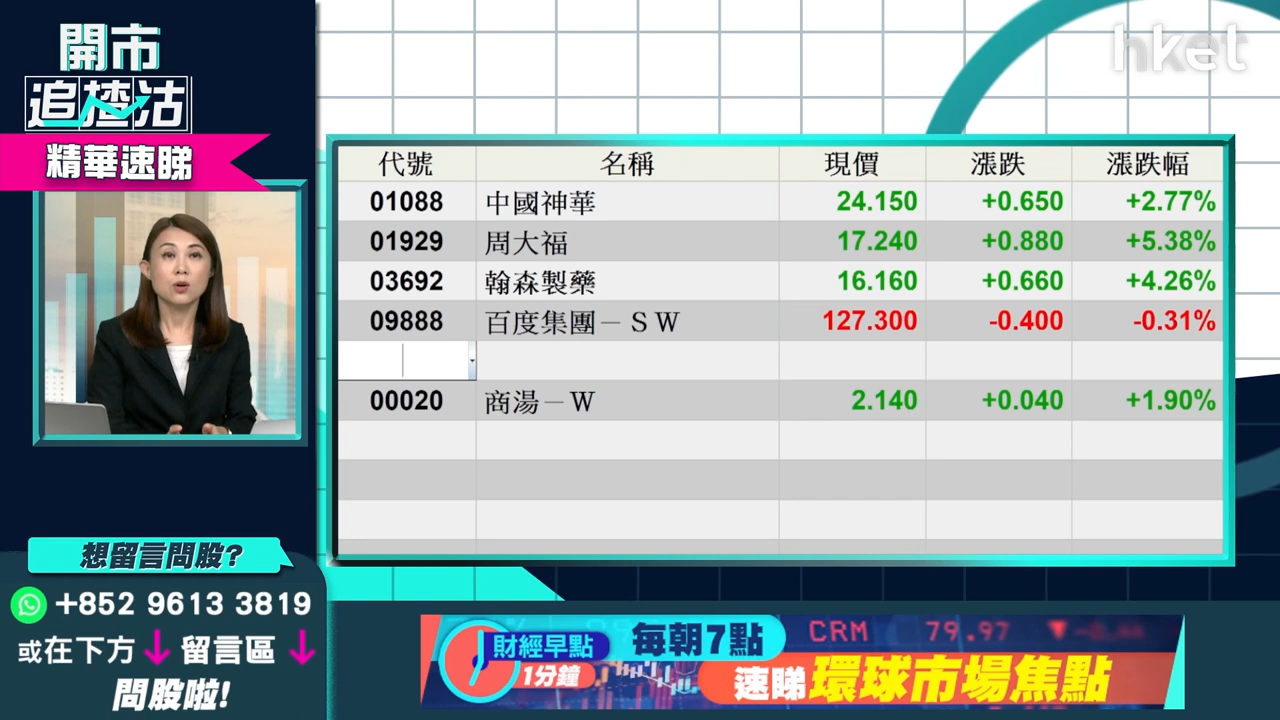 開市
追揸沽
精華速睇
hket
代號 名稱 現價 漲跌 漲跌幅
01088 中國神華 24.150 +0.650 +2.77%
01929 周大福 17.240 +0.880 +5.38%
03692 翰森製藥 16.160 +0.660 +4.26%
09888 百度集團－ＳＷ 127.300 -0.400 -0.31%
00020 商湯－Ｗ 2.140 +0.040 +1.90%
想留言問股?
+852 9613 3819
或在下方 留言區
問股啦!
財經早點
1分鐘
每朝7點
CRM 79.97
速睇環球市場焦點